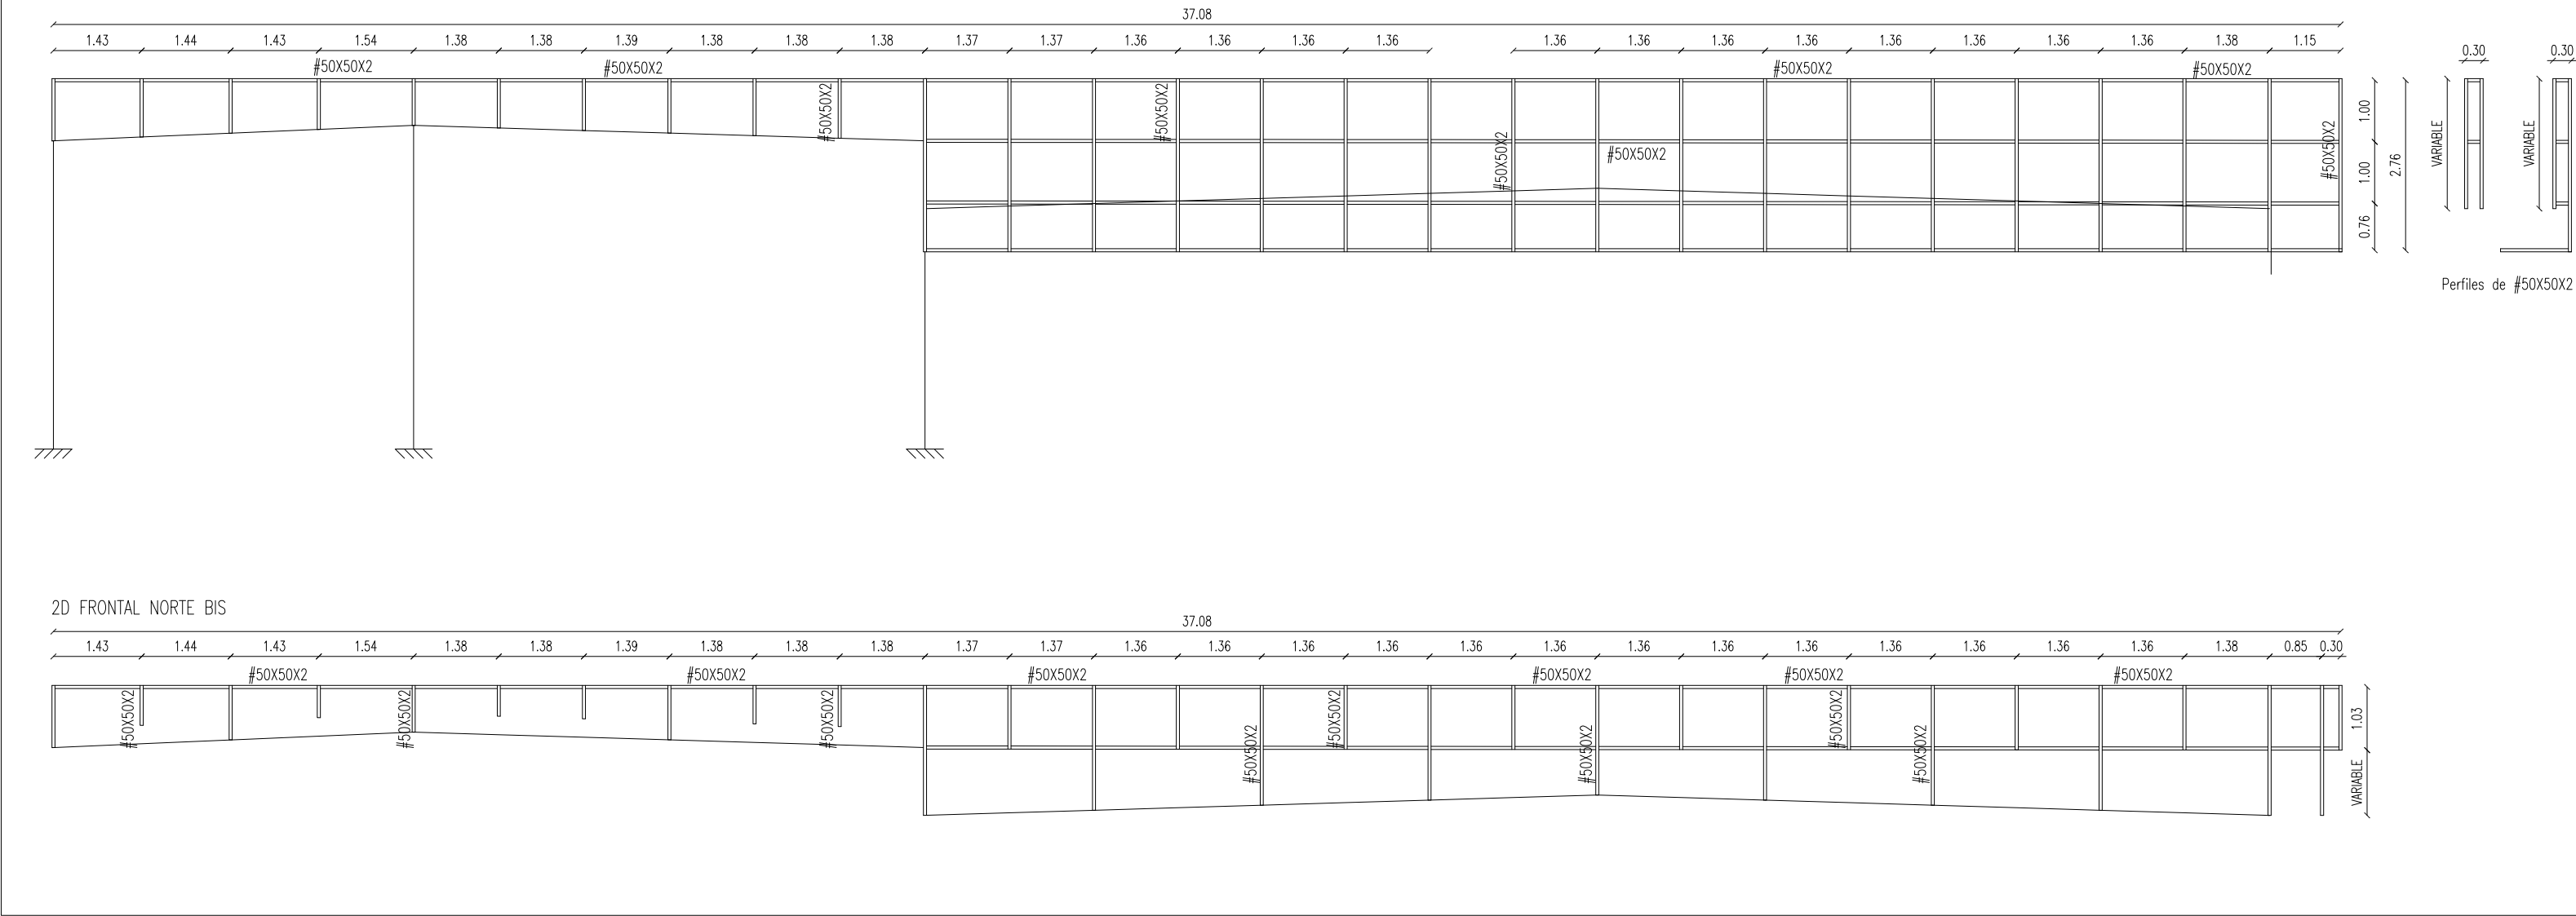 37.08
1.43 1.44 1.43 1.54 1.38 1.38 1.39 1.38 1.38 1.38 1.37 1.37 1.36 1.36 1.36 1.36 1.36 1.36 1.36 1.36 1.36 1.36 1.36 1.36 1.38 1.15
0.30 0.30
#50X50X2 #50X50X2 #50X50X2 #50X50X2
#50X50X2 #50X50X2 #50X50X2 #50X50X2 #50X50X2
1.00
1.00
0.76
2.76
VARIABLE VARIABLE
Perfiles de #50X50X2
2D FRONTAL NORTE BIS
37.08
1.43 1.44 1.43 1.54 1.38 1.38 1.39 1.38 1.38 1.38 1.37 1.37 1.36 1.36 1.36 1.36 1.36 1.36 1.36 1.36 1.36 1.36 1.36 1.36 1.36 1.38 0.85 0.30
#50X50X2 #50X50X2 #50X50X2 #50X50X2 #50X50X2 #50X50X2
#50X50X2 #50X50X2 #50X50X2 #50X50X2 #50X50X2
#50X50X2 #50X50X2 #50X50X2
1.03
VARIABLE